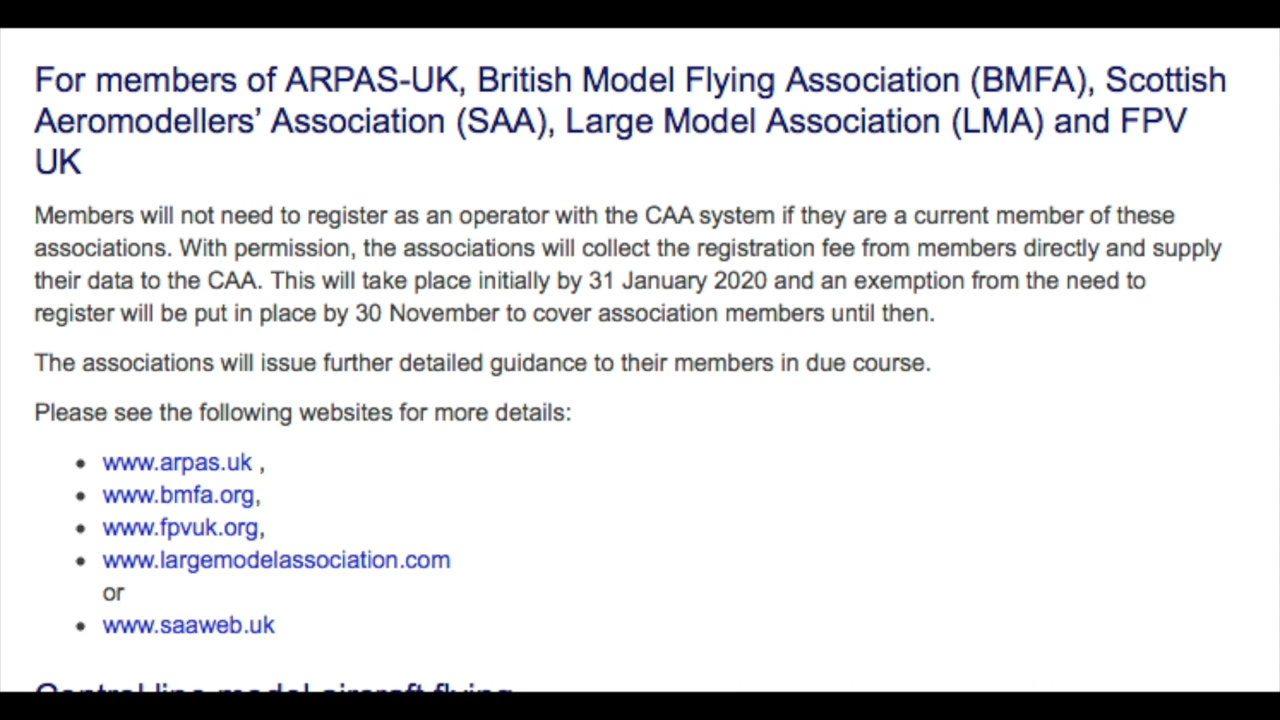 For members of ARPAS-UK, British Model Flying Association (BMFA), Scottish
Aeromodellers’ Association (SAA), Large Model Association (LMA) and FPV
UK
Members will not need to register as an operator with the CAA system if they are a current member of these
associations. With permission, the associations will collect the registration fee from members directly and supply
their data to the CAA. This will take place initially by 31 January 2020 and an exemption from the need to
register will be put in place by 30 November to cover association members until then.
The associations will issue further detailed guidance to their members in due course.
Please see the following websites for more details:
• www.arpas.uk ,
• www.bmfa.org,
• www.fpvuk.org,
• www.largemodelassociation.com
or
• www.saaweb.uk
Control line model aircraft flying